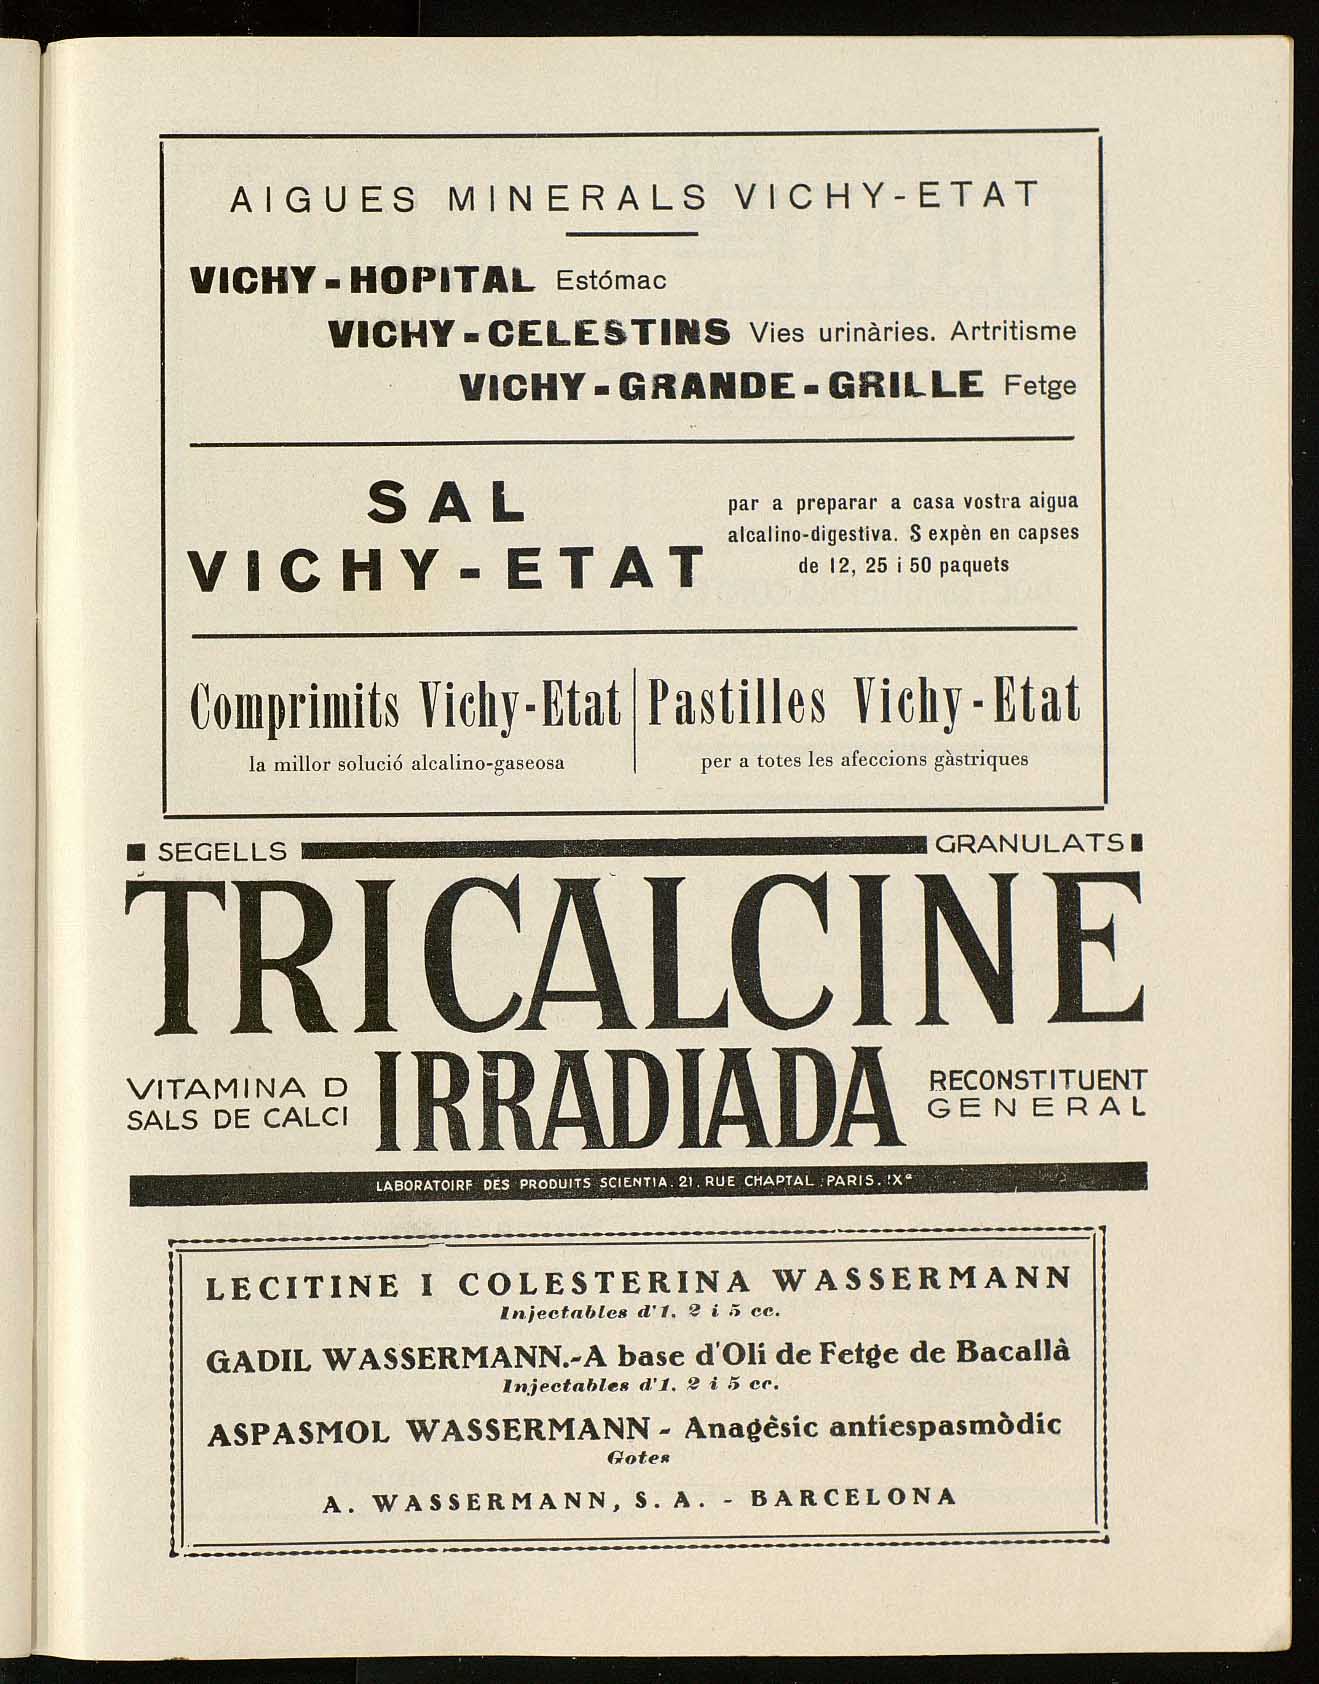 AIGUES MINERALS VICHY-ETAT
VICHY-HOPITAL Estómac
VICHY-CELESTINS Vies urinàries. Artritisme
VICHY-GRANDE-GRILLE Fetge
SAL
VICHY-ETAT
par a preparar a casa vostra aigua
alcalino-digestiva. S expèn en capses
de 12, 25 i 50 paquets
Comprimits Vichy-Etat
la millor solució alcalino-gaseosa
Pastilles Vichy-Etat
per a totes les afeccions gàstriques
SEGELLS
GRANULATS
TRICALCINE
VITAMINA D
SALS DE CALCI
IRRADIADA
RECONSTITUENT
GENERAL
LABORATOIRE DES PRODUITS SCIENTIA. 21. RUE CHAPTAL. PARIS. IXe
LECITINE I COLESTERINA WASSERMANN
Injectables d'1, 2 i 5 cc.
GADIL WASSERMANN.-A base d'Oli de Fetge de Bacallà
Injectables d'1, 2 i 5 cc.
ASPASMOL WASSERMANN - Anagèsic antiespasmòdic
Gotes
A. WASSERMANN, S. A. - BARCELONA